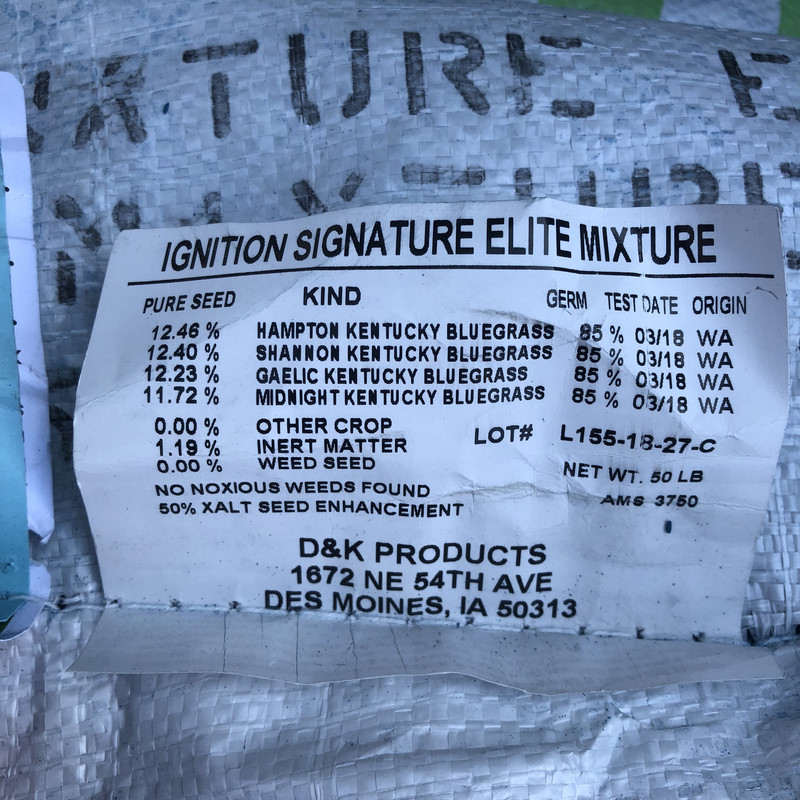 IXTURE E
MIXTURE
IGNITION SIGNATURE ELITE MIXTURE
PURE SEED KIND GERM TEST DATE ORIGIN
12.46 % HAMPTON KENTUCKY BLUEGRASS 85 % 03/18 WA
12.40 % SHANNON KENTUCKY BLUEGRASS 85 % 03/18 WA
12.23 % GAELIC KENTUCKY BLUEGRASS 85 % 03/18 WA
11.72 % MIDNIGHT KENTUCKY BLUEGRASS 85 % 03/18 WA
0.00 % OTHER CROP
1.19 % INERT MATTER LOT# L155-18-27-C
0.00 % WEED SEED
NET WT. 50 LB
NO NOXIOUS WEEDS FOUND
AMS 3750
50% XALT SEED ENHANCEMENT
D&K PRODUCTS
1672 NE 54TH AVE
DES MOINES, IA 50313